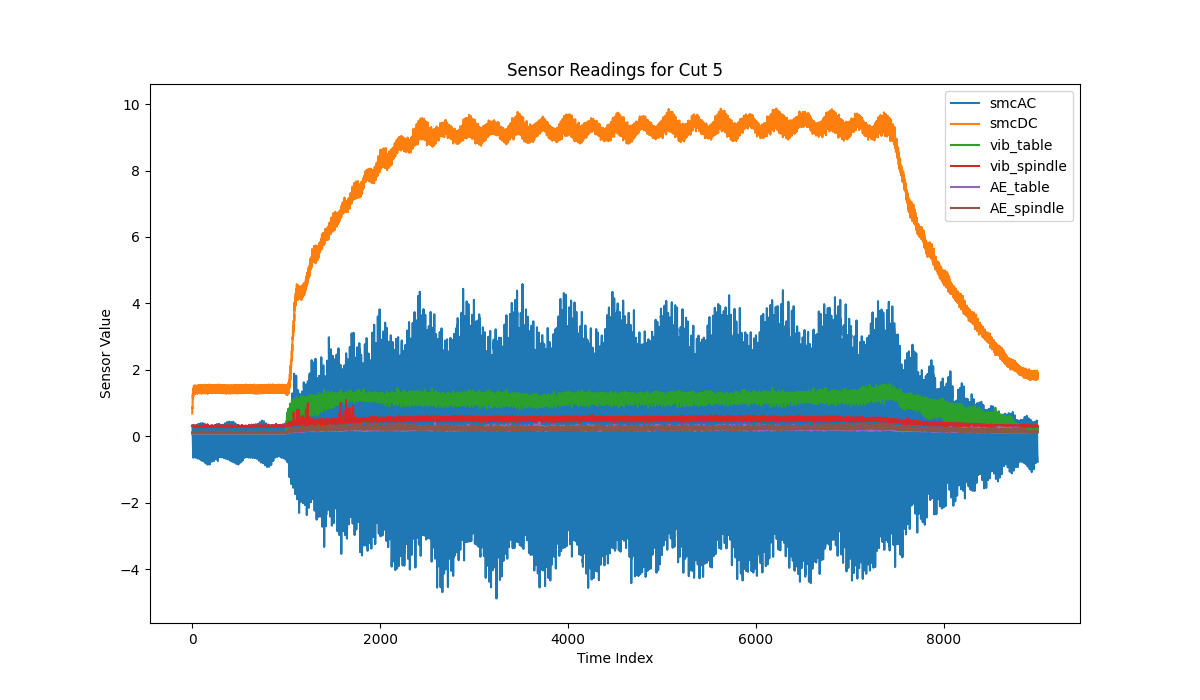 Sensor Readings for Cut 5
Sensor Value
10
8
6
4
2
0
−2
−4
0
2000
4000
6000
8000
Time Index
smcAC
smcDC
vib_table
vib_spindle
AE_table
AE_spindle